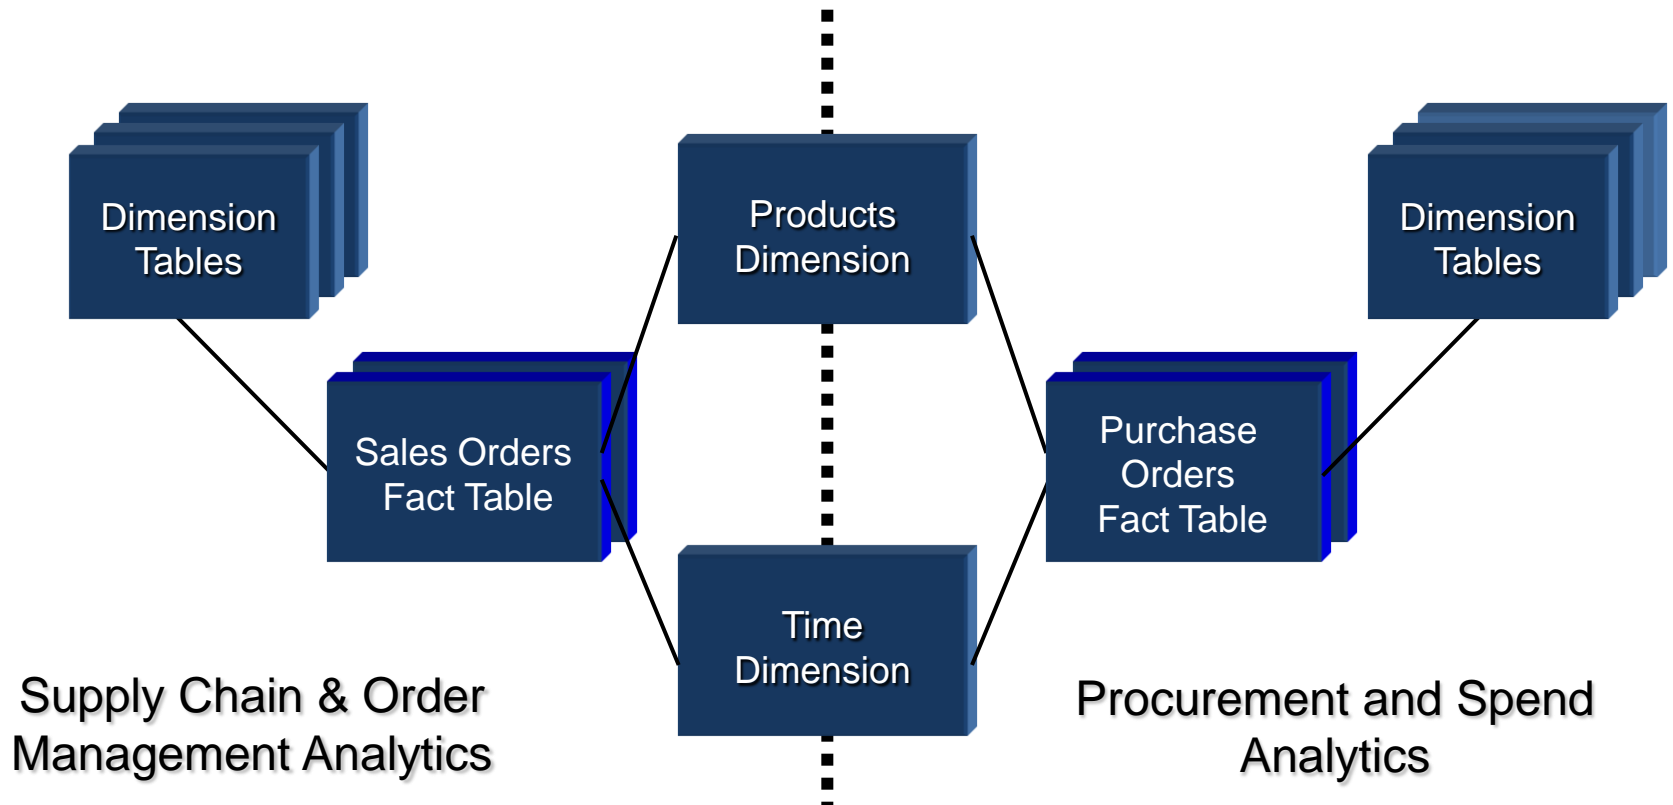 Dimension
Tables
Products
Dimension
Dimension
Tables
Sales Orders
Fact Table
Purchase
Orders
Fact Table
Time
Dimension
Supply Chain & Order
Management Analytics
Procurement and Spend
Analytics